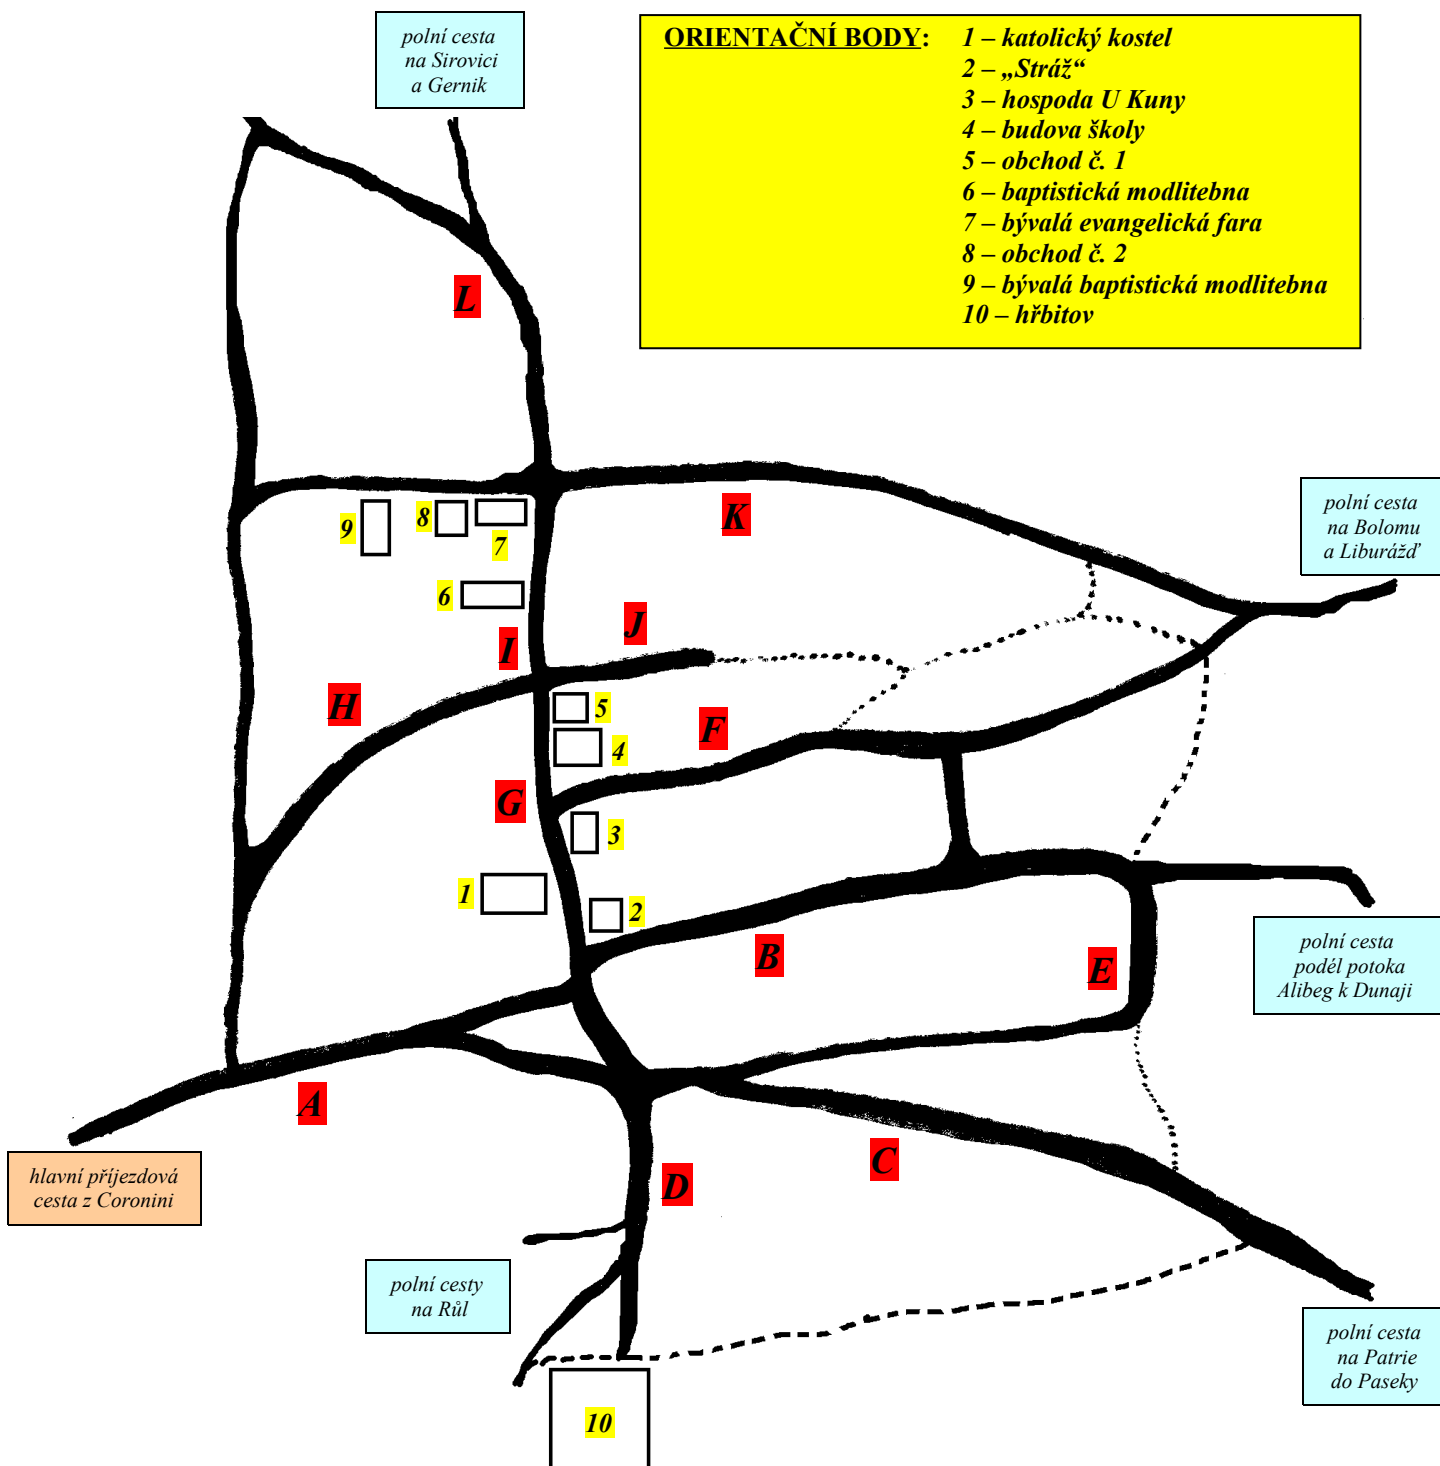 polní cesta
na Sirovici
a Gernik
ORIENTAČNÍ BODY: 1 – katolický kostel
2 – „Stráž“
3 – hospoda U Kuny
4 – budova školy
5 – obchod č. 1
6 – baptistická modlitebna
7 – bývalá evangelická fara
8 – obchod č. 2
9 – bývalá baptistická modlitebna
10 – hřbitov
L
K
polní cesta
na Bolomu
a Liburážď
9
8
7
6
I
J
H
5
F
4
G
3
1
2
B
E
polní cesta
podél potoka
Alibeg k Dunaji
A
hlavní příjezdová
cesta z Coronini
C
D
polní cesty
na Růl
polní cesta
na Patrie
do Paseky
10